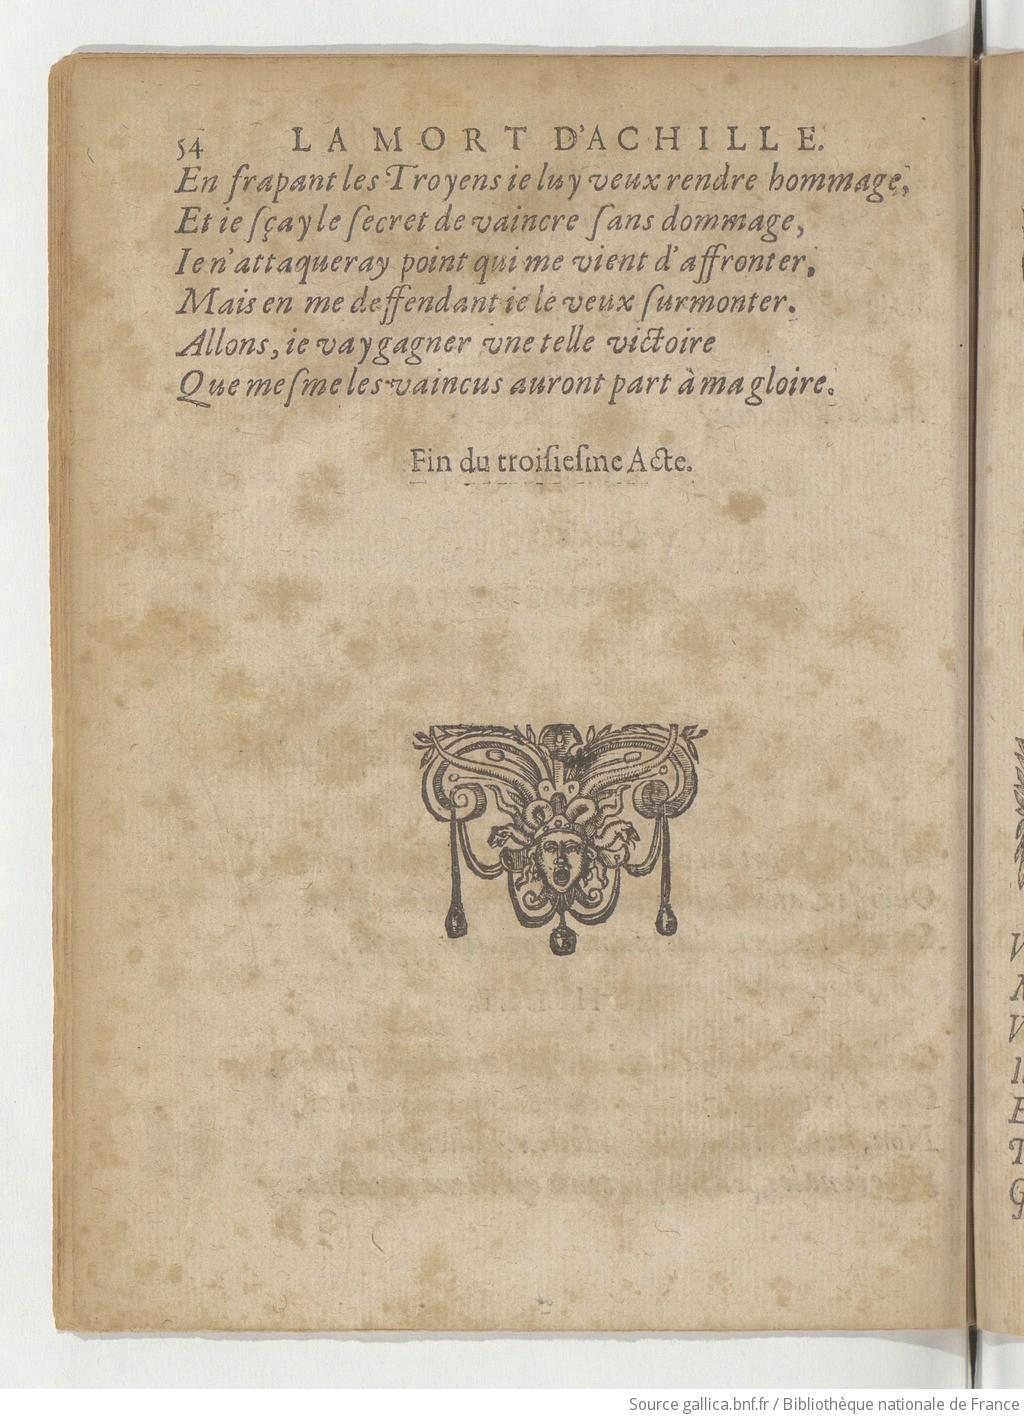 54 LA MORT D'ACHILLE.
En frapant les Troyens ie luy veux rendre hommage,
Et ie sçay le secret de vaincre sans dommage,
Ie n'attaqueray point qui me vient d'affronter,
Mais en me deffendant ie le veux surmonter.
Allons, ie vay gagner vne telle victoire
Que mesme les vaincus auront part à ma gloire.
Fin du troisiesme Acte.
Source gallica.bnf.fr / Bibliothèque nationale de France